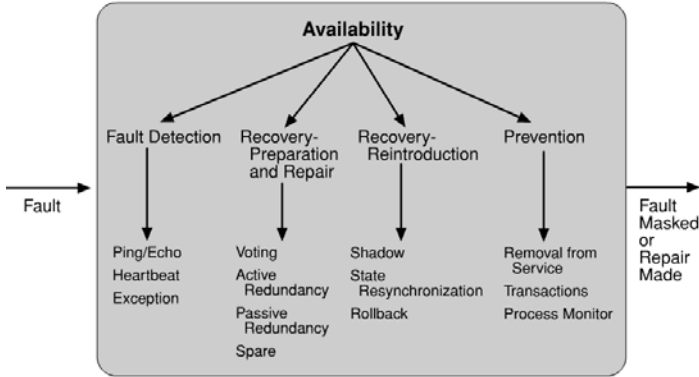 Availability
Fault Detection
Recovery-
Preparation
and Repair
Recovery-
Reintroduction
Prevention
Fault
Fault
Masked
or
Repair
Made
Ping/Echo
Heartbeat
Exception
Voting
Active
Redundancy
Passive
Redundancy
Spare
Shadow
State
Resynchronization
Rollback
Removal from
Service
Transactions
Process Monitor